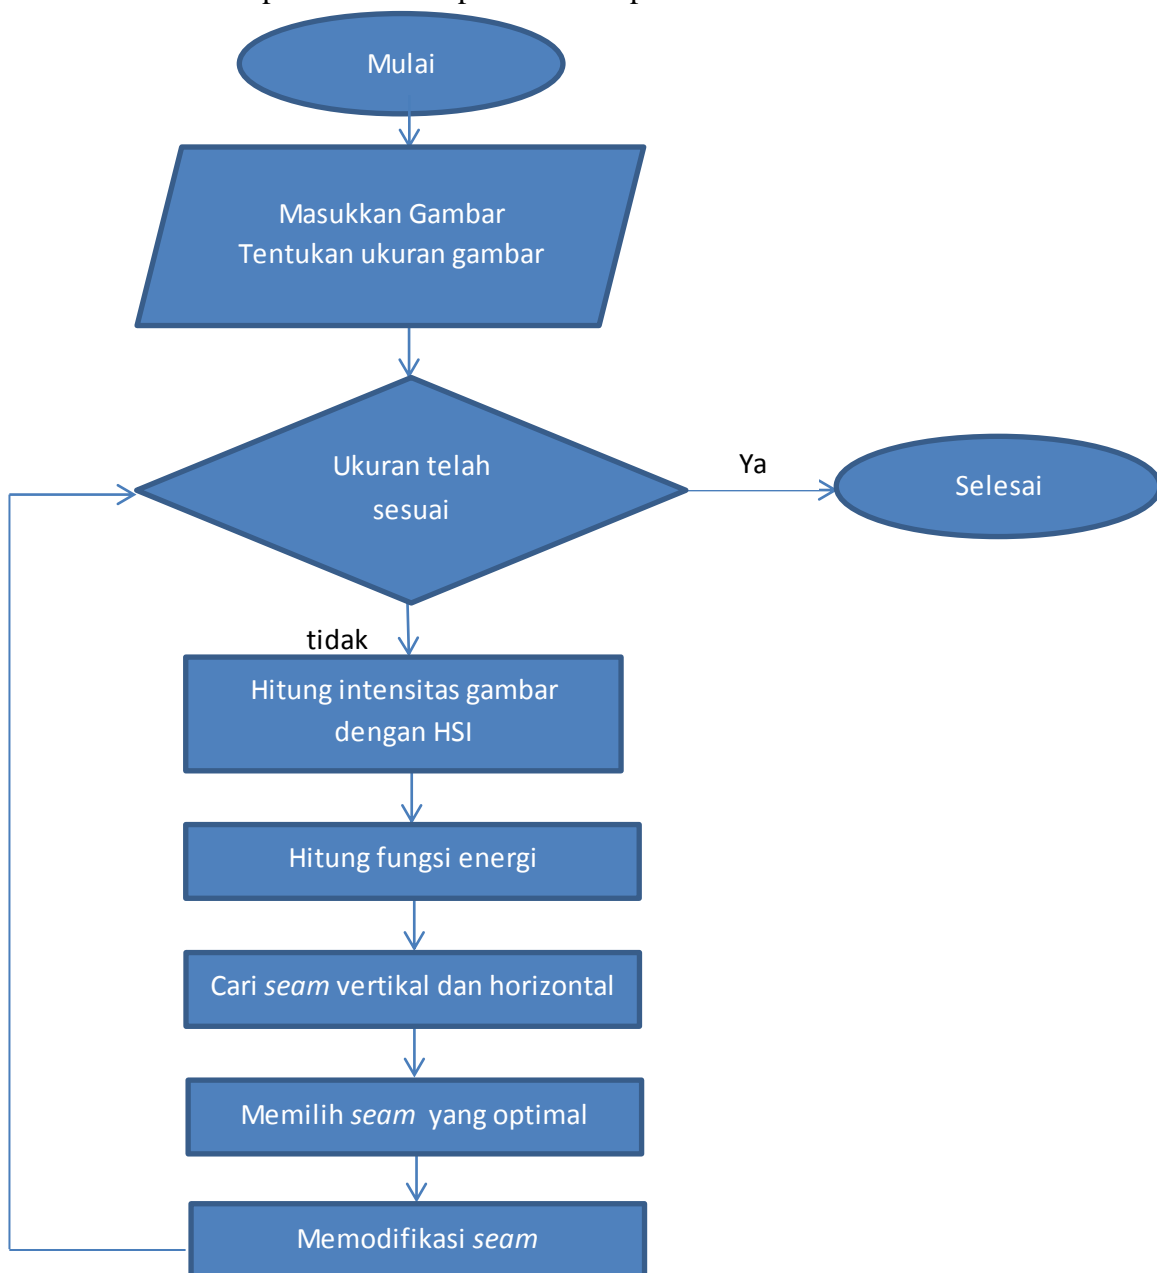 Mulai
Masukkan Gambar
Tentukan ukuran gambar
Ukuran telah
sesuai
Ya
Selesai
tidak
Hitung intensitas gambar
dengan HSI
Hitung fungsi energi
Cari seam vertikal dan horizontal
Memilih seam yang optimal
Memodifikasi seam